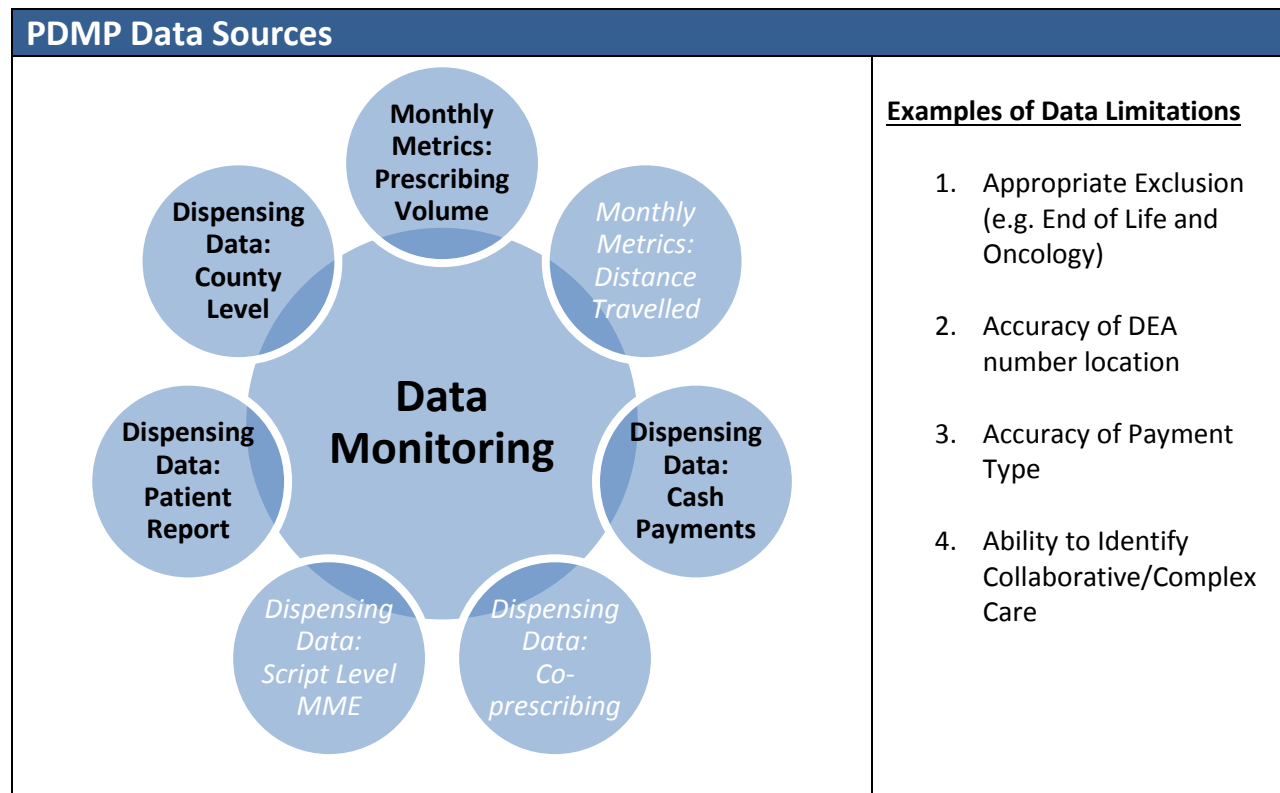 PDMP Data Sources
Monthly
Metrics:
Prescribing
Volume
Monthly
Metrics:
Distance
Travelled
Dispensing
Data:
Cash
Payments
Dispensing
Data:
Co-
prescribing
Dispensing
Data:
Script Level
MME
Dispensing
Data:
Patient
Report
Dispensing
Data:
County
Level
Data
Monitoring
Examples of Data Limitations
1. Appropriate Exclusion
(e.g. End of Life and
Oncology)
2. Accuracy of DEA
number location
3. Accuracy of Payment
Type
4. Ability to Identify
Collaborative/Complex
Care